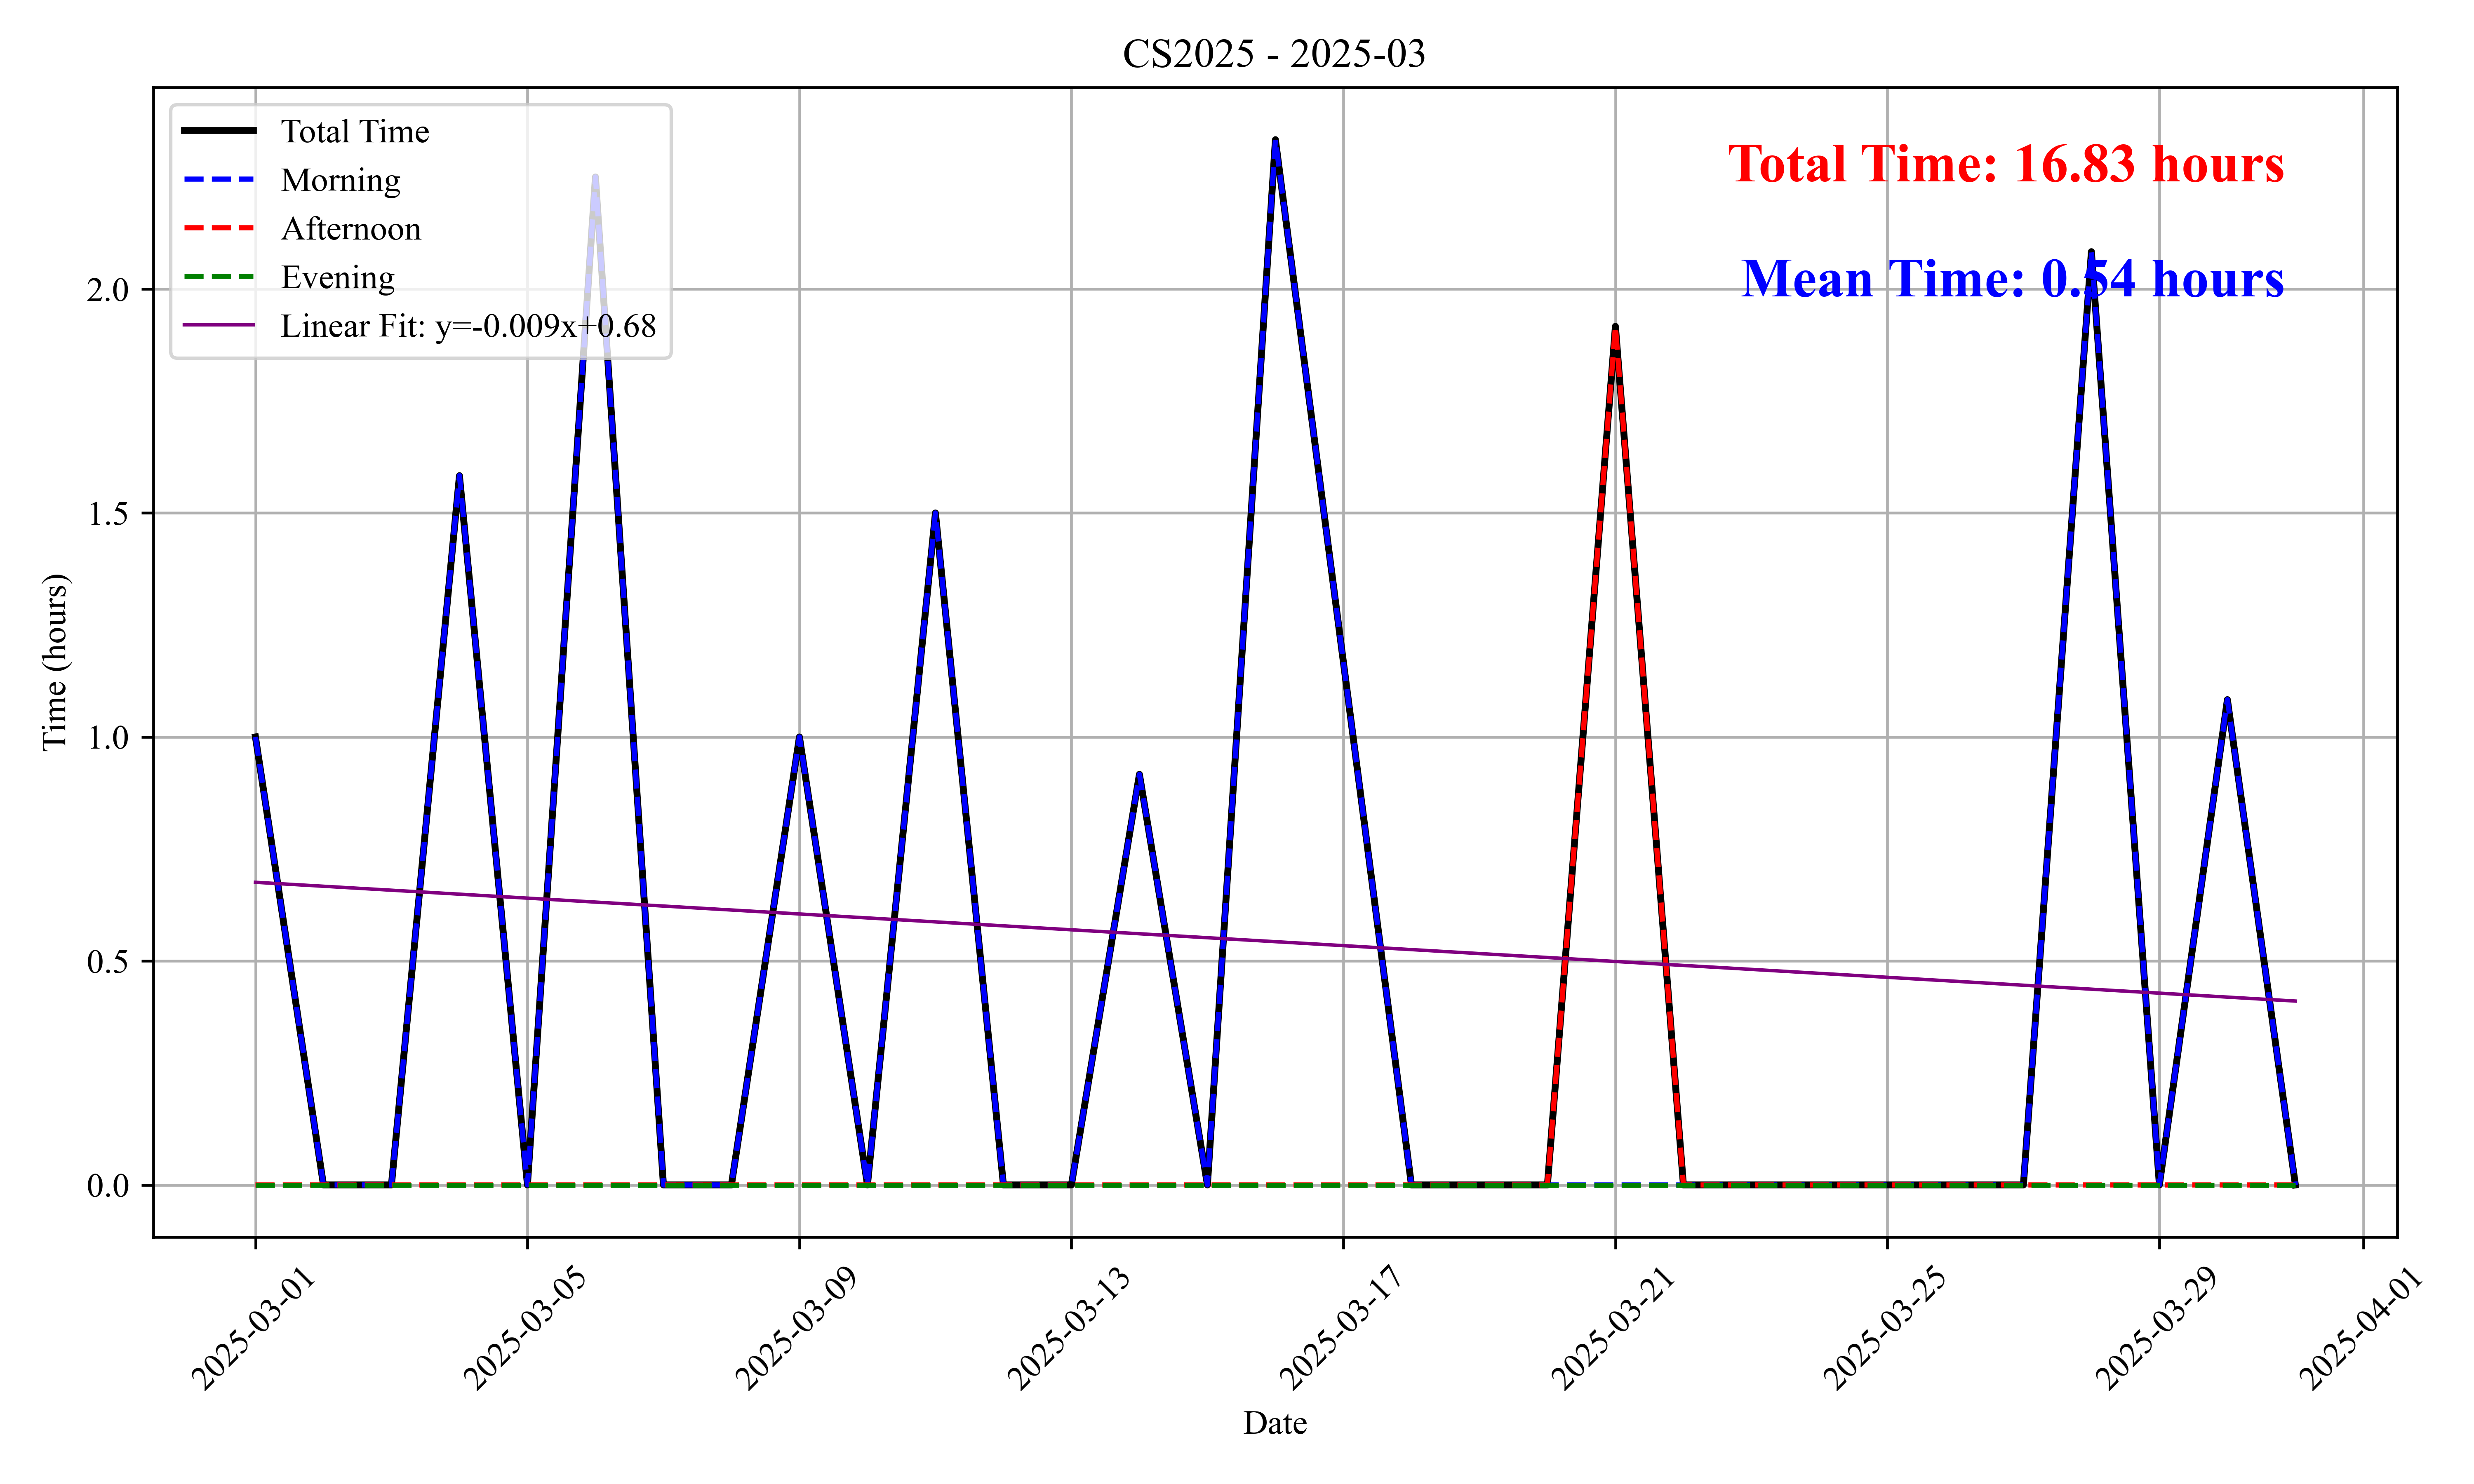 CS2025 - 2025-03
Total Time
Morning
Afternoon
Evening
Linear Fit: y=-0.009x+0.68
Total Time: 16.83 hours
Mean Time: 0.54 hours
Time (hours)
2.0
1.5
1.0
0.5
0.0
2025-03-01
2025-03-05
2025-03-09
2025-03-13
2025-03-17
2025-03-21
2025-03-25
2025-03-29
2025-04-01
Date